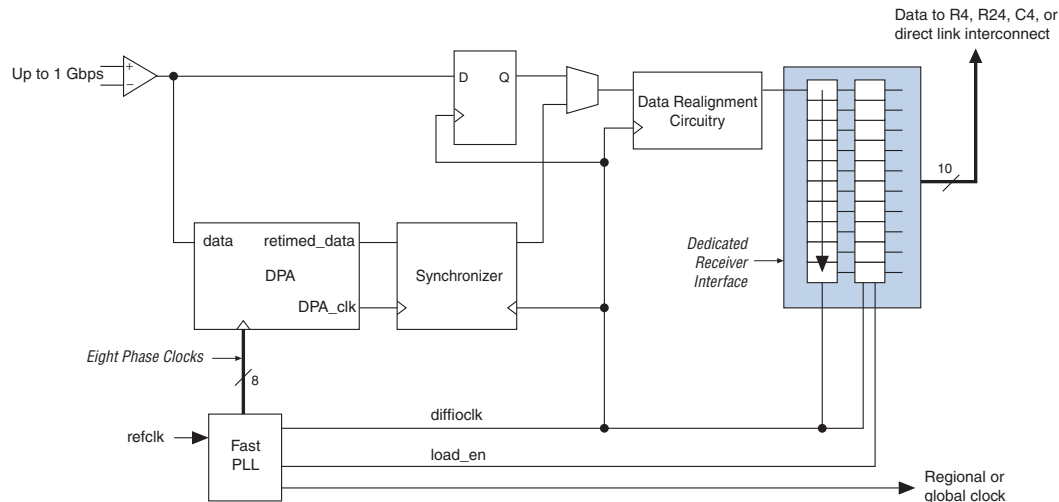 Data to R4, R24, C4, or
direct link interconnect
Up to 1 Gbps
+
–
D
Q
Data Realignment
Circuitry
10
data
retimed_data
DPA
DPA_clk
Synchronizer
Dedicated
Receiver
Interface
Eight Phase Clocks
8
refclk
Fast
PLL
diffioclk
load_en
Regional or
global clock